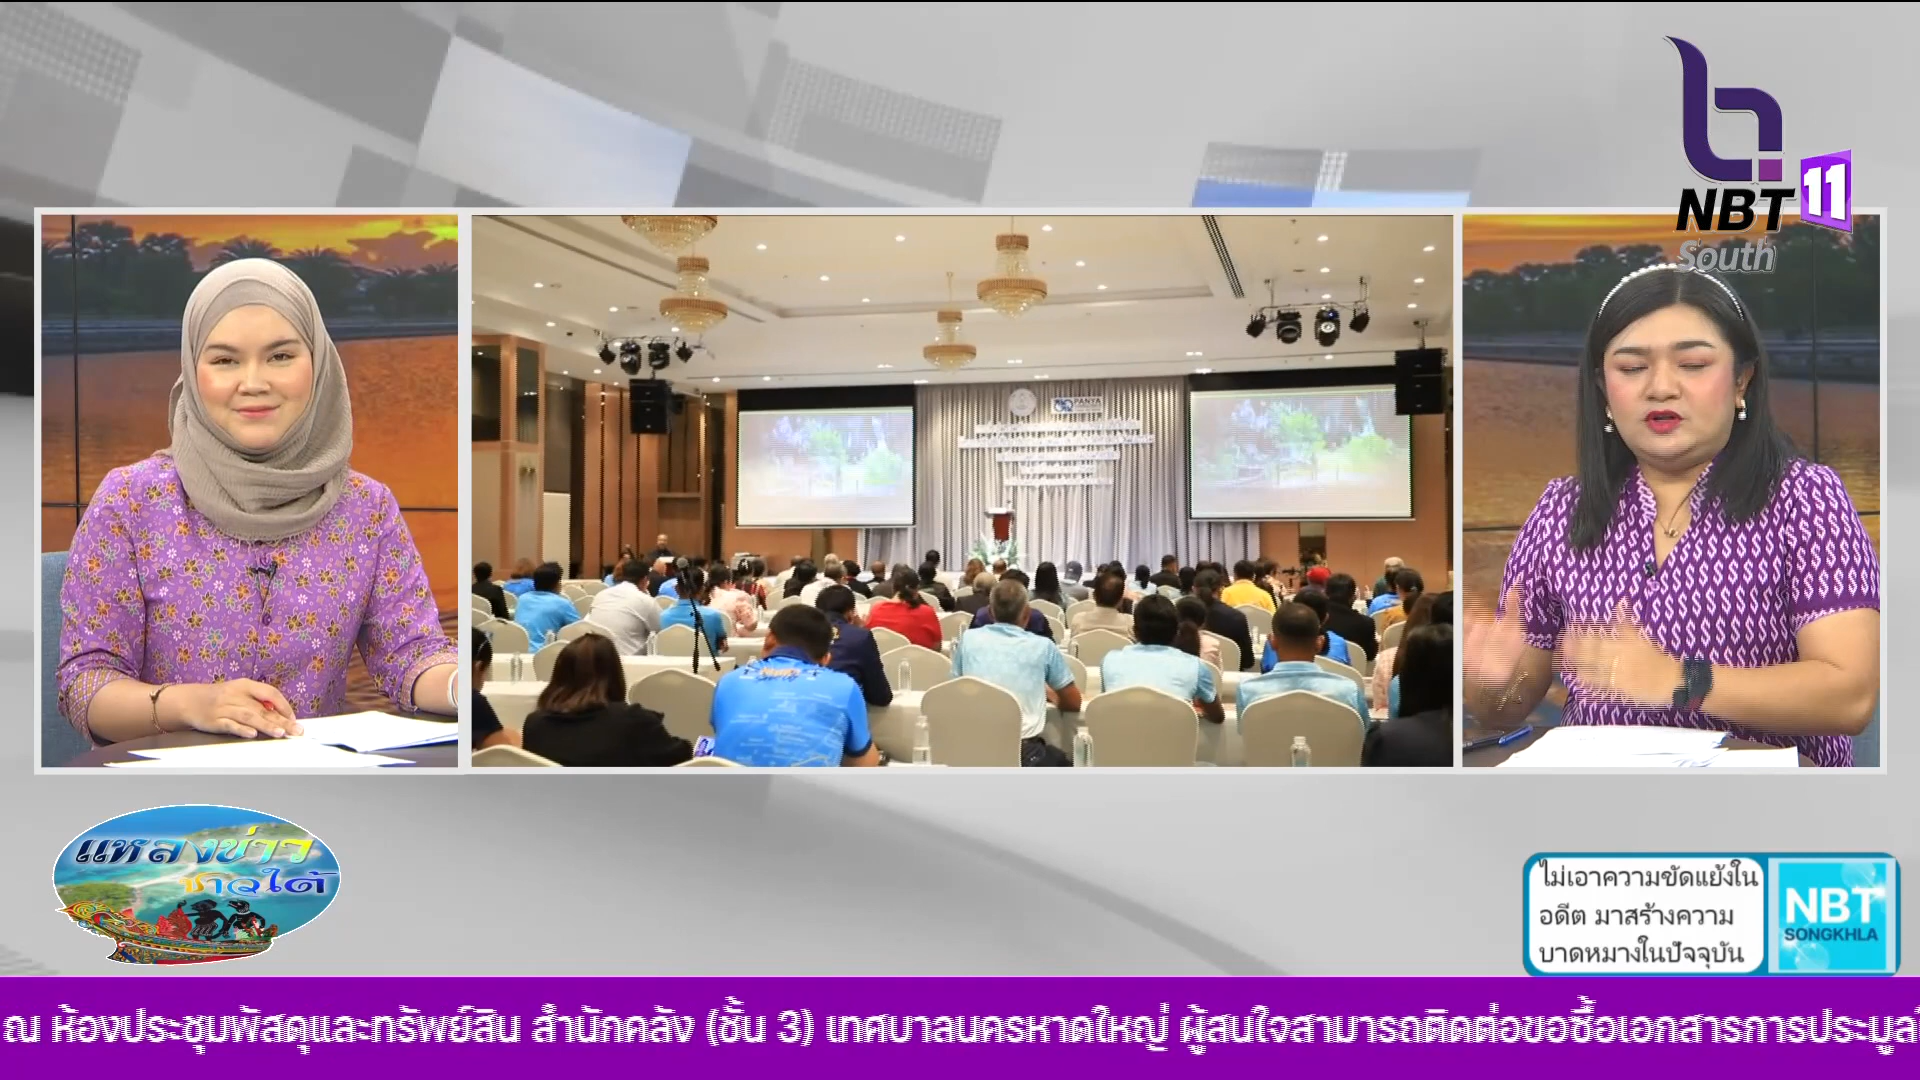 NBT 11
South
PANYA
แหลงข่าว
ชาวใต้
ไม่เอาความขัดแย้งใน
อดีต มาสร้างความ
บาดหมางในปัจจุบัน
NBT
SONGKHLA
ณ ห้องประชุมพัสดุและทรัพย์สิน สำนักคลัง (ชั้น 3) เทศบาลนครหาดใหญ่ ผู้สนใจสามารถติดต่อขอซื้อเอกสารการประมูล